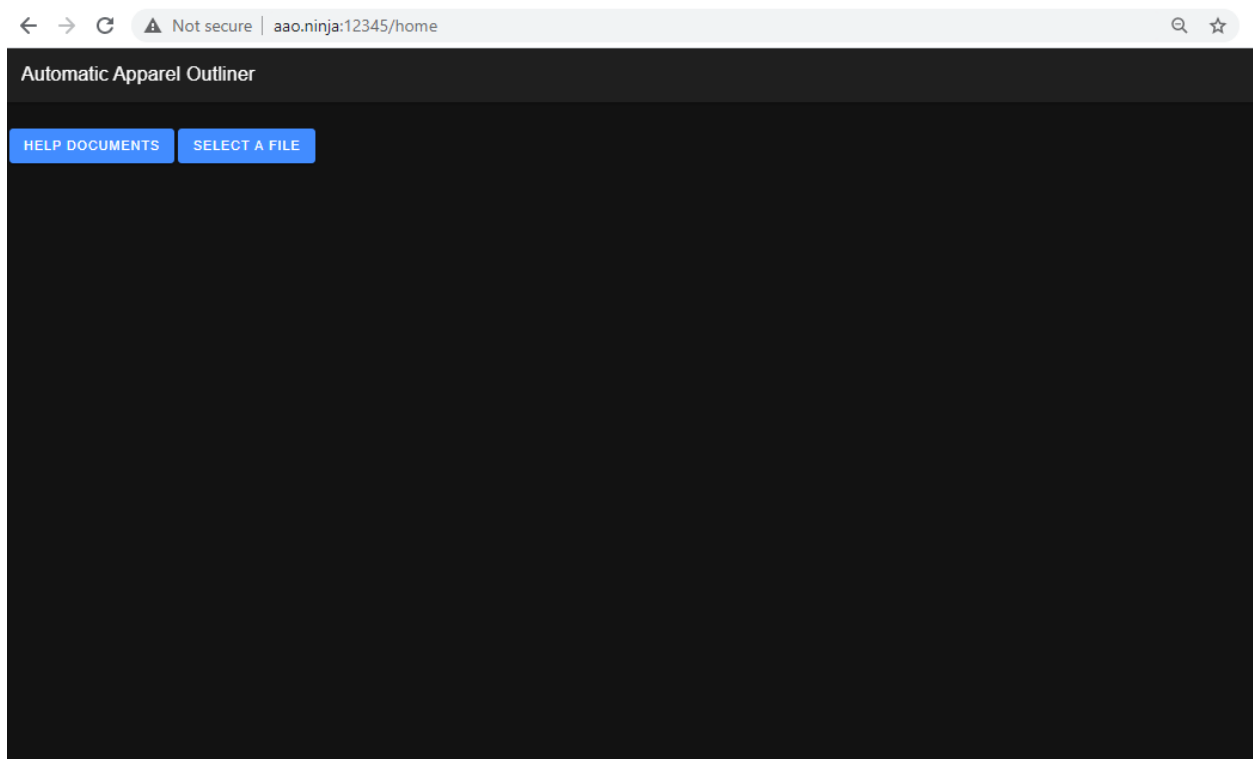 Not secure | aao.ninja:12345/home
Automatic Apparel Outliner
HELP DOCUMENTS SELECT A FILE